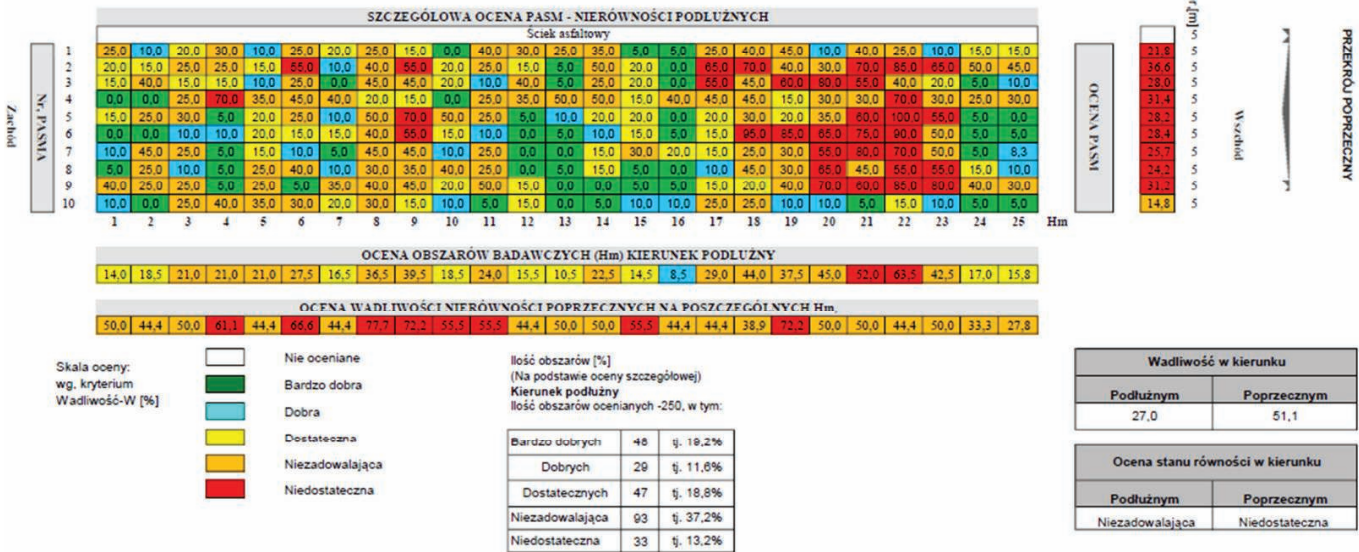 SZCZEGÓŁOWA OCENA PASM - NIERÓWNOŚCI PODŁUŻNYCH
Ściek asfaltowy
1 25,0 10,0 20,0 30,0 10,0 25,0 20,0 25,0 15,0 0,0 40,0 30,0 25,0 35,0 5,0 5,0 25,0 40,0 45,0 10,0 40,0 25,0 10,0 15,0 15,0 21,8 5
2 20,0 15,0 25,0 25,0 15,0 55,0 10,0 40,0 55,0 20,0 25,0 15,0 5,0 50,0 20,0 0,0 65,0 70,0 40,0 30,0 70,0 85,0 65,0 50,0 45,0 36,6 5
3 15,0 40,0 15,0 15,0 10,0 25,0 0,0 45,0 45,0 25,0 10,0 40,0 5,0 25,0 20,0 0,0 55,0 45,0 60,0 80,0 55,0 40,0 20,0 5,0 10,0 28,0 5
4 0,0 0,0 25,0 70,0 35,0 45,0 40,0 20,0 15,0 0,0 25,0 35,0 50,0 50,0 15,0 40,0 45,0 45,0 15,0 30,0 30,0 70,0 30,0 25,0 30,0 31,4 5
5 15,0 25,0 30,0 5,0 20,0 25,0 10,0 50,0 70,0 50,0 25,0 5,0 10,0 20,0 20,0 0,0 20,0 30,0 20,0 35,0 60,0 100,0 55,0 5,0 0,0 28,2 5
6 0,0 0,0 10,0 10,0 20,0 15,0 15,0 40,0 55,0 15,0 10,0 0,0 5,0 10,0 15,0 5,0 15,0 95,0 85,0 65,0 75,0 90,0 50,0 5,0 5,0 28,4 5
7 10,0 45,0 25,0 5,0 15,0 10,0 5,0 40,0 45,0 10,0 25,0 0,0 0,0 15,0 30,0 20,0 15,0 25,0 30,0 55,0 80,0 70,0 50,0 5,0 8,3 25,7 5
8 5,0 25,0 10,0 5,0 25,0 40,0 10,0 30,0 35,0 40,0 25,0 0,0 5,0 15,0 5,0 0,0 10,0 45,0 30,0 65,0 45,0 55,0 55,0 15,0 10,0 24,2 5
9 40,0 25,0 25,0 5,0 25,0 5,0 35,0 40,0 45,0 20,0 50,0 15,0 0,0 0,0 5,0 5,0 15,0 20,0 40,0 70,0 60,0 85,0 80,0 40,0 30,0 31,2 5
10 10,0 0,0 25,0 40,0 35,0 30,0 20,0 30,0 15,0 10,0 5,0 15,0 0,0 5,0 10,0 10,0 25,0 25,0 10,0 10,0 5,0 15,0 10,0 5,0 5,0 14,8 5
1 2 3 4 5 6 7 8 9 10 11 12 13 14 15 16 17 18 19 20 21 22 23 24 25 Hm
Zachód
Nr. PASMA
OCENA PASM
5
Wschód
PRZEKRÓJ POPRZECZNY
OCENA OBSZARÓW BADAWCZYCH (Hm) KIERUNEK PODŁUŻNY
14,0 18,5 21,0 21,0 21,0 27,5 16,5 36,5 39,5 18,5 24,0 15,5 10,5 22,5 14,5 8,5 29,0 44,0 37,5 45,0 52,0 63,5 42,5 17,0 15,8
OCENA WADLIWOŚCI NIERÓWNOŚCI POPRZECZNYCH NA POSZCZEGÓLNYCH Hm,
50,0 44,4 50,0 61,1 44,4 66,6 44,4 77,7 72,2 55,5 55,5 44,4 50,0 50,0 55,5 44,4 44,4 38,9 72,2 50,0 50,0 44,4 50,0 33,3 27,8
Skala oceny:
wg. kryterium
Wadliwość-W [%]
Nie oceniane
Bardzo dobra
Dobra
Dostateczna
Niezadowalająca
Niedostateczna
Ilość obszarów [%]
(Na podstawie oceny szczegółowej)
Kierunek podłużny
Ilość obszarów ocenianych -250, w tym:
Bardzo dobrych 48 tj. 19,2%
Dobrych 29 tj. 11,6%
Dostatecznych 47 tj. 18,8%
Niezadowalająca 93 tj. 37,2%
Niedostateczna 33 tj. 13,2%
Wadliwość w kierunku
Podłużnym Poprzecznym
27,0 51,1
Ocena stanu równości w kierunku
Podłużnym Poprzecznym
Niezadowalająca Niedostateczna